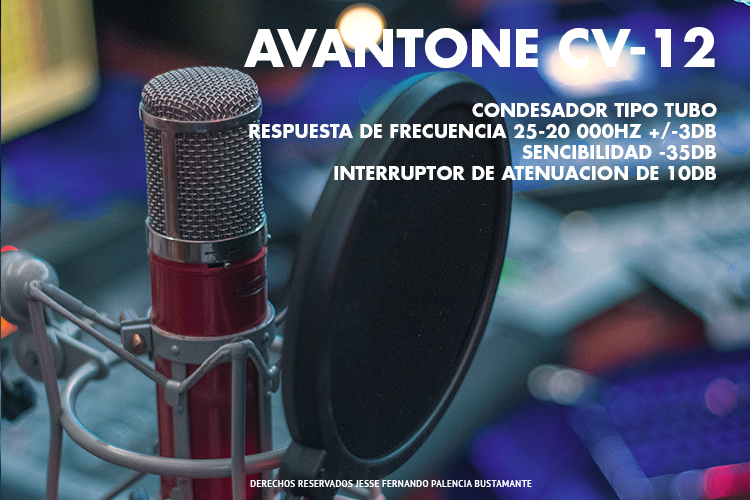 AVANTONE CV-12
CONDESADOR TIPO TUBO
RESPUESTA DE FRECUENCIA 25-20 000HZ +/-3DB
SENCIBILIDAD -35DB
INTERRUPTOR DE ATENUACION DE 10DB
DERECHOS RESERVADOS JESSE FERNANDO PALENCIA BUSTAMANTE